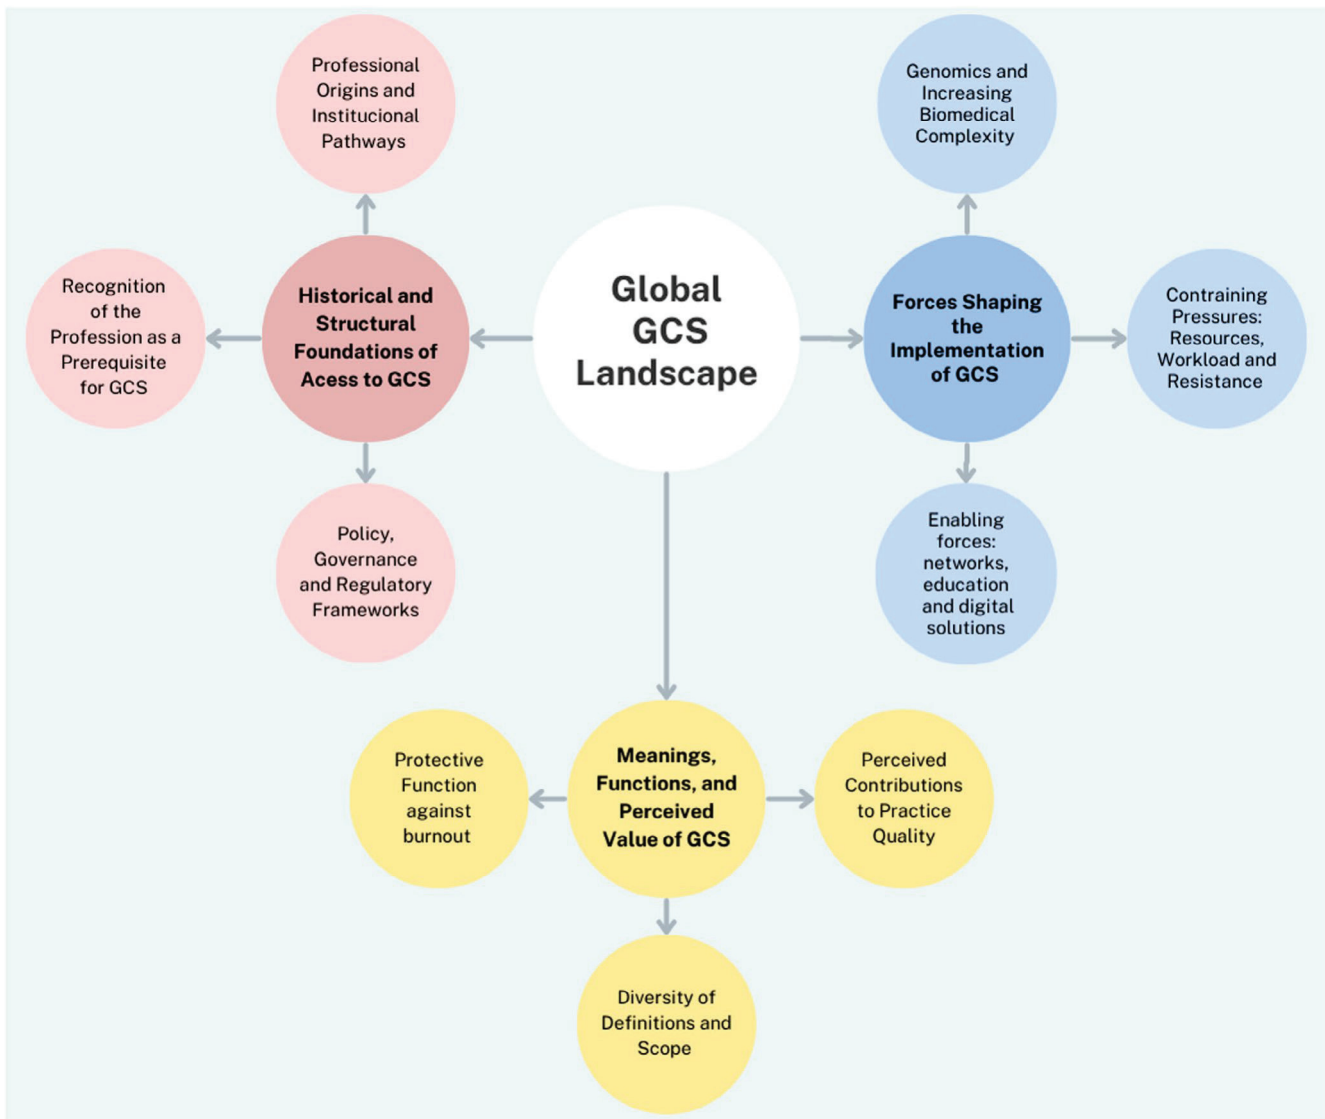 Professional
Origins and
Institucional
Pathways
Genomics and
Increasing
Biomedical
Complexity
Recognition
of the
Profession as a
Prerequisite
for GCS
Historical and
Structural
Foundations of
Acess to GCS
Global
GCS
Landscape
Forces Shaping
the
Implementation
of GCS
Contraining
Pressures:
Resources,
Workload and
Resistance
Policy,
Governance
and Regulatory
Frameworks
Enabling
forces:
networks,
education
and digital
solutions
Protective
Function
against
burnout
Meanings,
Functions, and
Perceived
Value of GCS
Perceived
Contributions
to Practice
Quality
Diversity of
Definitions and
Scope